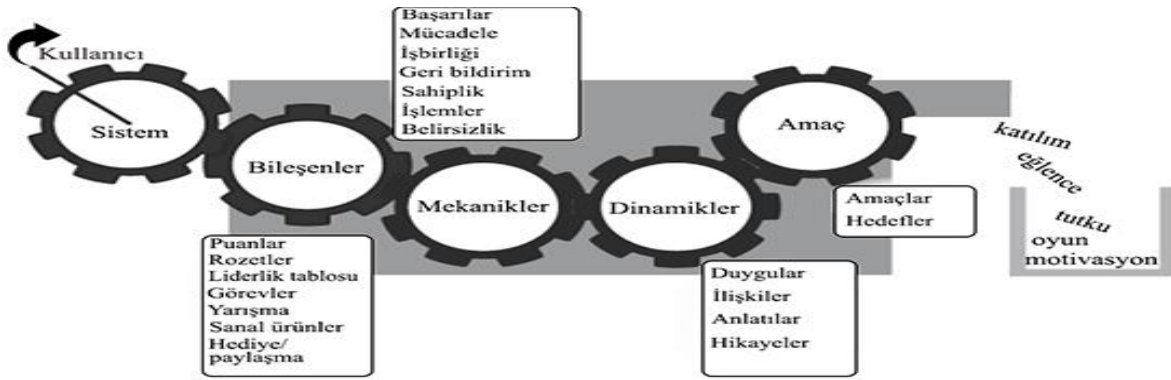 Kullanıcı
Sistem
Bileşenler
Puanlar
Rozetler
Liderlik tablosu
Görevler
Yarışma
Sanal ürünler
Hediye/
paylaşma
Başarılar
Mücadele
İşbirliği
Geri bildirim
Sahiplik
İşlemler
Belirsizlik
Mekanikler
Dinamikler
Duygular
İlişkiler
Anlatılar
Hikayeler
Amaç
Amaçlar
Hedefler
katılım
eğlence
tutku
oyun
motivasyon